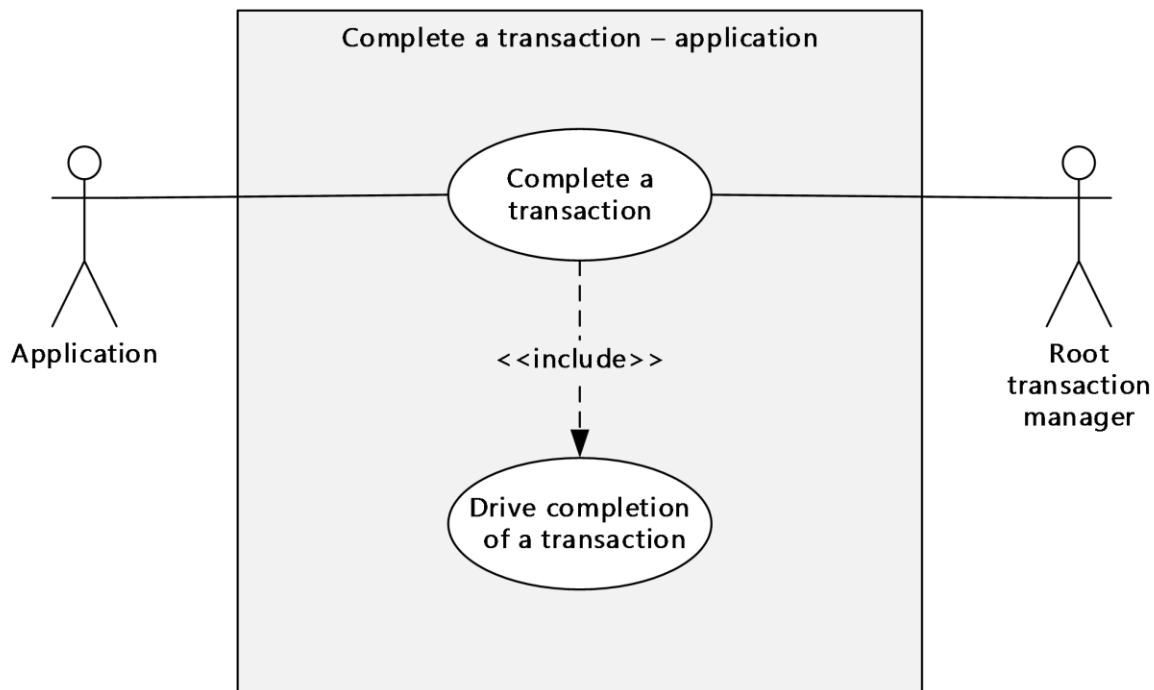 Complete a transaction – application
Complete a
transaction
Application
<<include>>
Root
transaction
manager
Drive completion
of a transaction